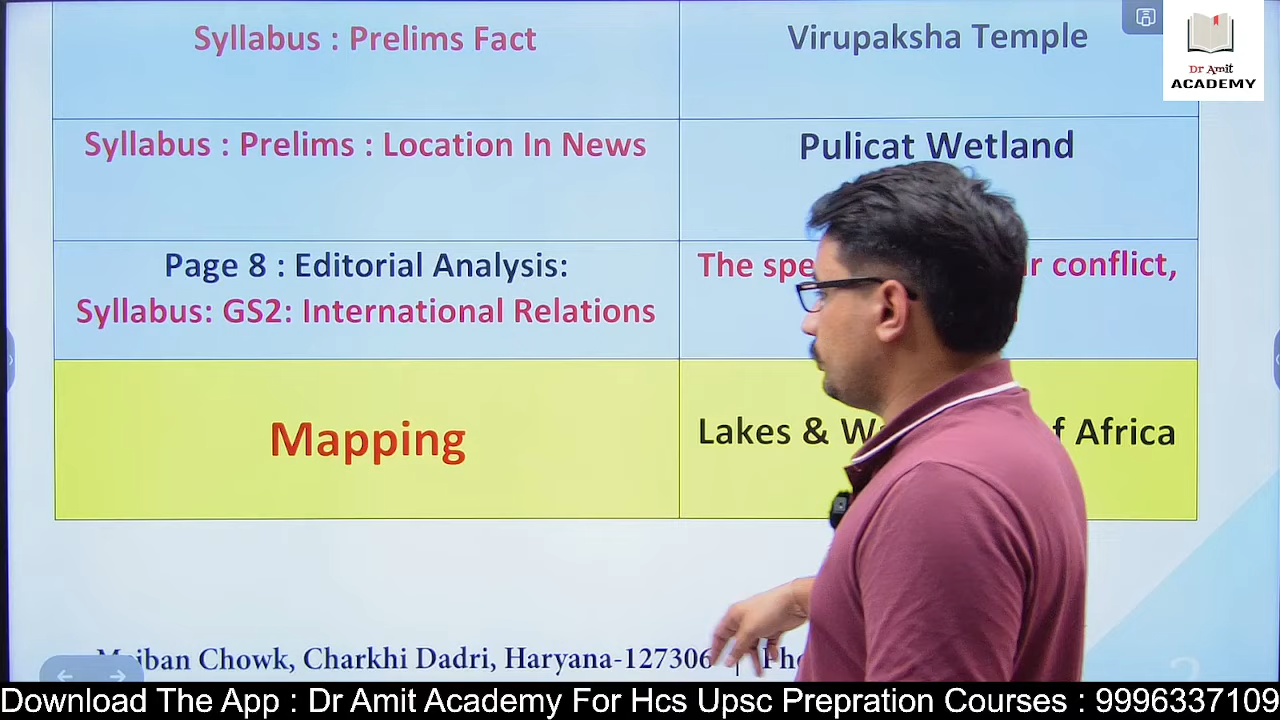 Syllabus : Prelims Fact
Virupaksha Temple
Dr Amit
ACADEMY
Syllabus : Prelims : Location In News
Pulicat Wetland
Page 8 : Editorial Analysis:
Syllabus: GS2: International Relations
The conflict,
Mapping
Lakes & of Africa
Chowk, Charkhi Dadri, Haryana-127306 |
Download The App : Dr Amit Academy For Hcs Upsc Prepration Courses : 9996337109